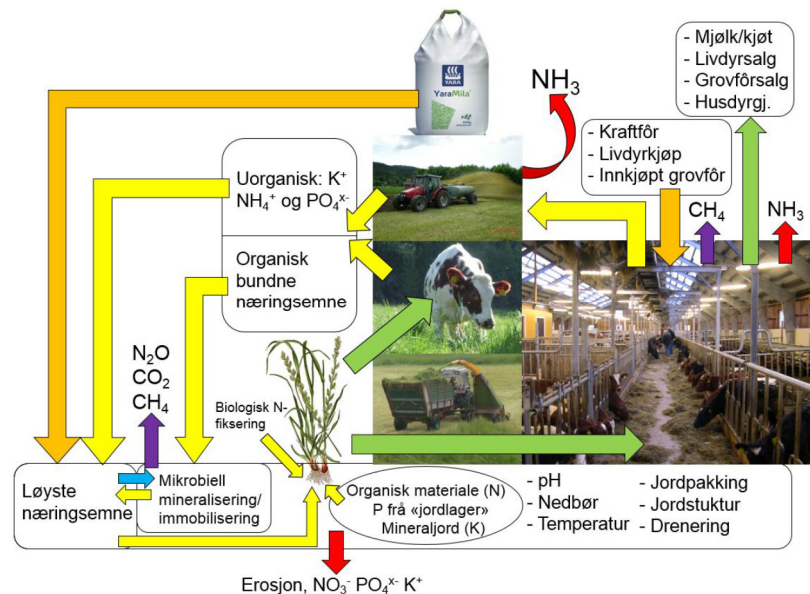 YARA
YaraMila
NH3
- Mjølk/kjøt
- Livdyrsalg
- Grovfôrsalg
- Husdyrgj.
- Kraftfôr
- Livdyrkjøp
- Innkjøpt grovfôr
CH4
NH3
Uorganisk: K+
NH4+ og PO4x-
Organisk
bundne
næringsemne
N2O
CO2
CH4
Biologisk N-
fiksering
Løyste
næringsemne
Mikrobiell
mineralisering/
immobilisering
Organisk materiale (N)
P frå «jordlager»
Mineraljord (K)
- pH
- Nedbør
- Temperatur
- Jordpakking
- Jordstuktur
- Drenering
Erosjon, NO3- PO4x- K+